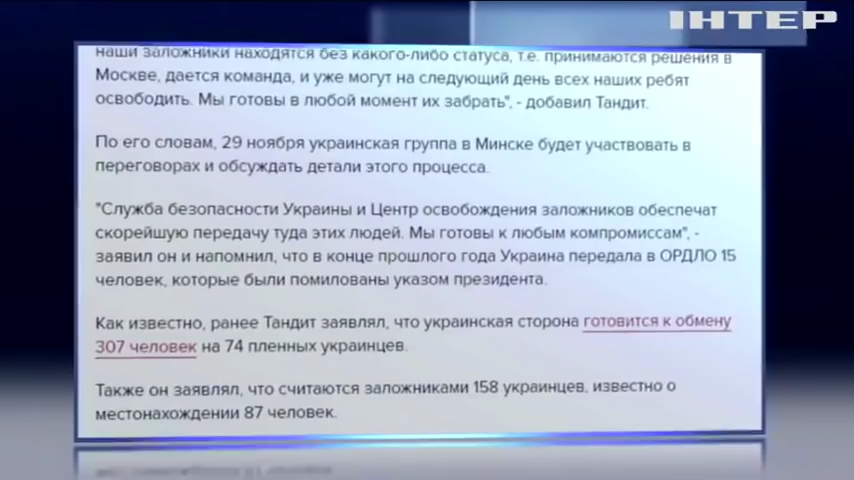 ІНТЕР
наши заложники находятся без какого-либо статуса, т.е. принимаются решения в
Москве, дается команда, и уже могут на следующий день всех наших ребят
освободить. Мы готовы в любой момент их забрать", - добавил Тандит.
По его словам, 29 ноября украинская группа в Минске будет участвовать в
переговорах и обсуждать детали этого процесса.
"Служба безопасности Украины и Центр освобождения заложников обеспечат
скорейшую передачу туда этих людей. Мы готовы к любым компромиссам", -
заявил он и напомнил, что в конце прошлого года Украина передала в ОРДЛО 15
человек, которые были помилованы указом президента.
Как известно, ранее Тандит заявлял, что украинская сторона готовится к обмену
307 человек на 74 пленных украинцев.
Также он заявлял, что считаются заложниками 158 украинцев, известно о
местонахождении 87 человек.